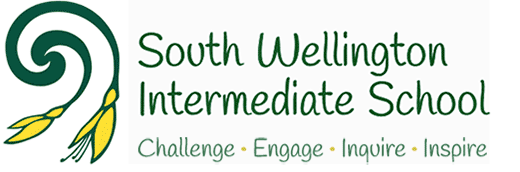 South Wellington
Intermediate School
Challenge • Engage • Inquire • Inspire